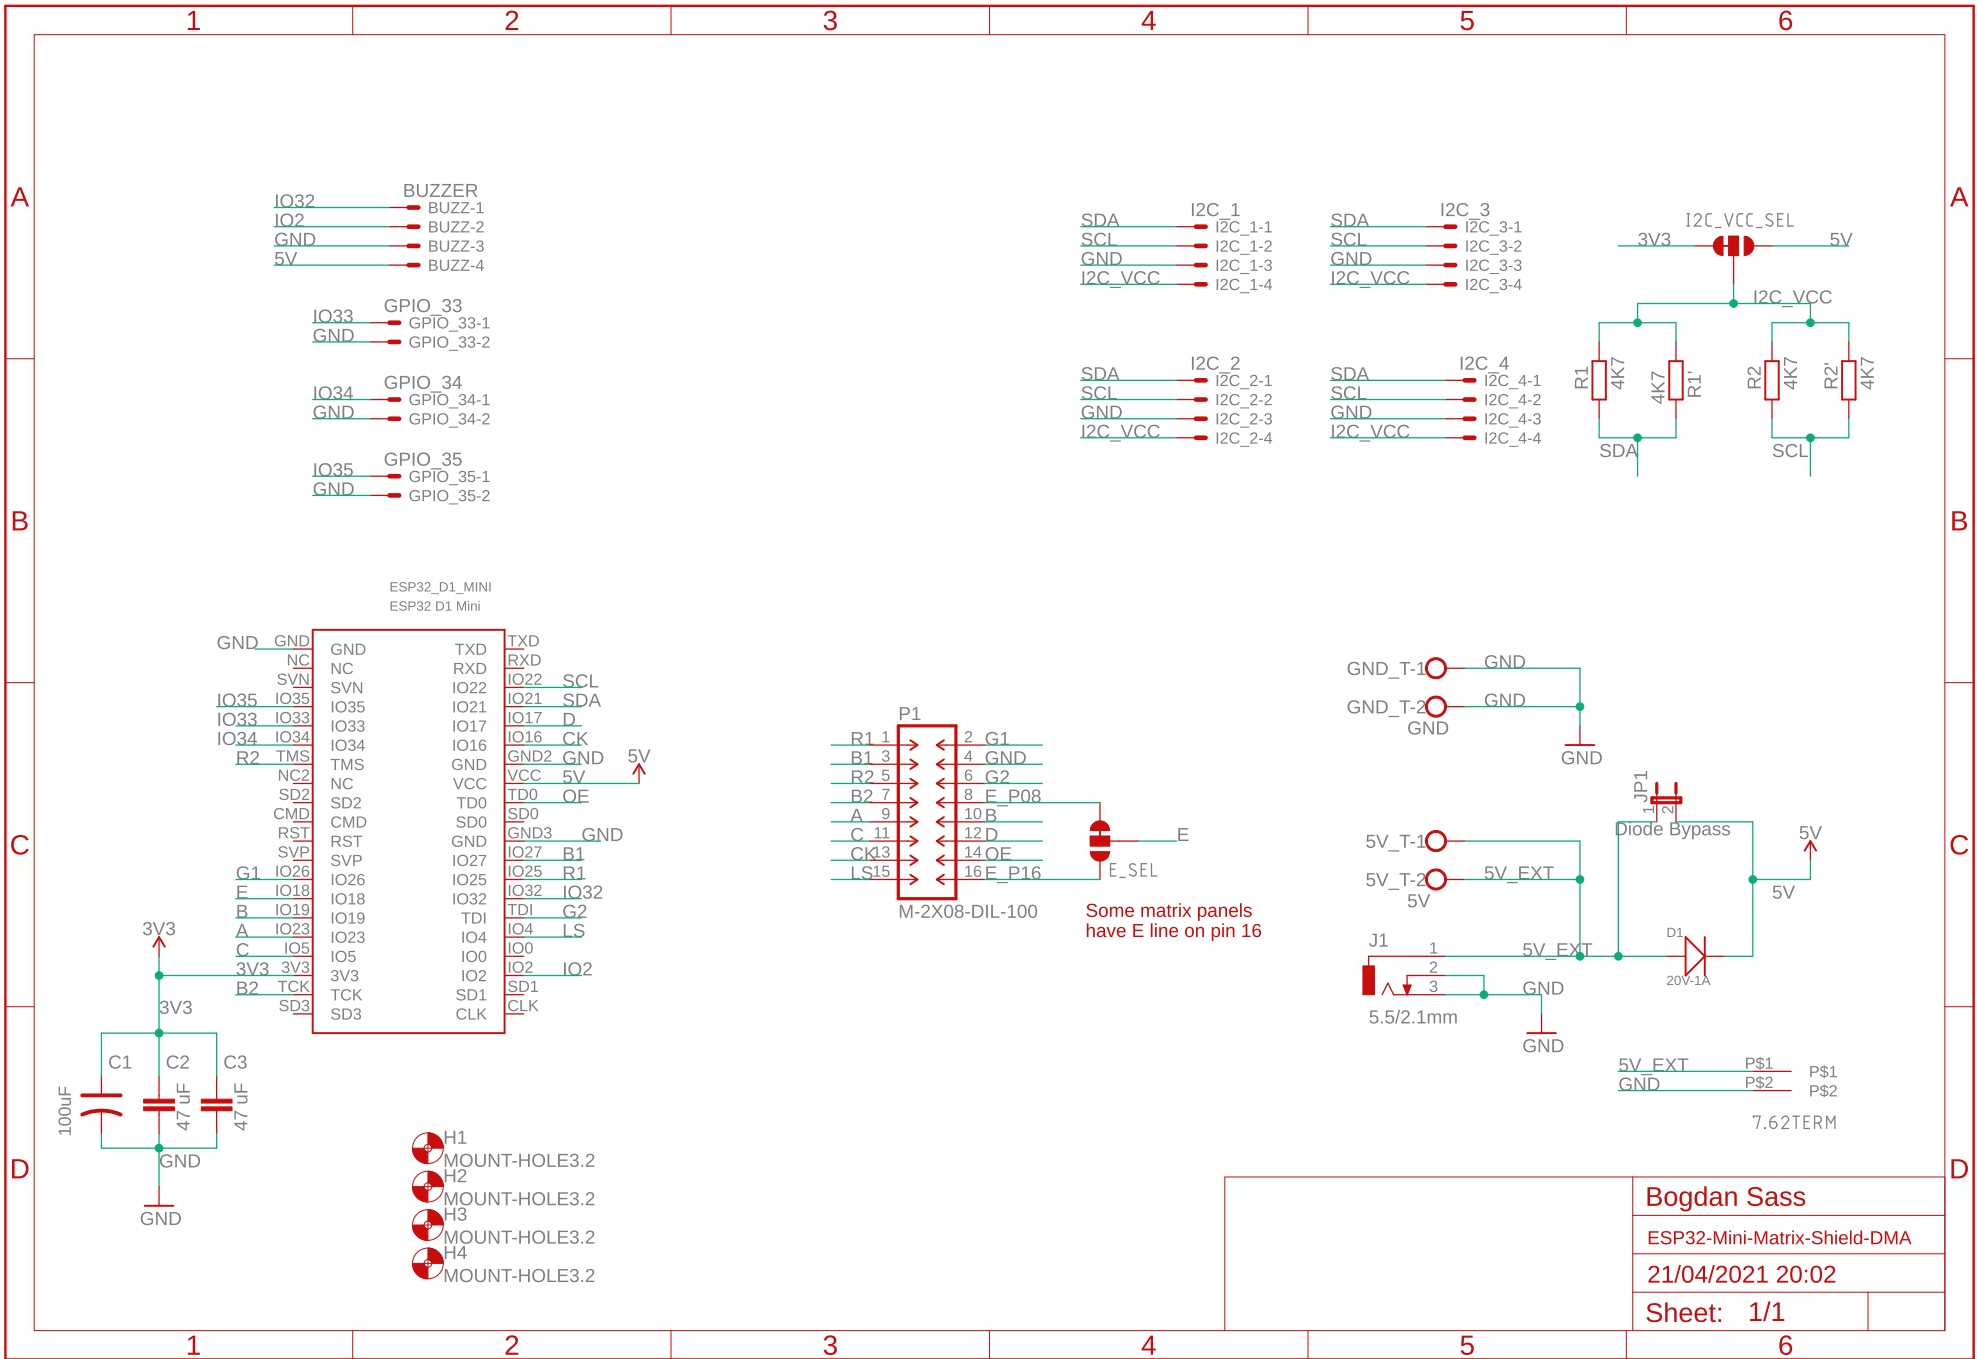 1 2 3 4 5 6
A A
BUZZER
IO32 BUZZ-1
IO2 BUZZ-2
GND BUZZ-3
5V BUZZ-4
GPIO_33
IO33 GPIO_33-1
GND GPIO_33-2
GPIO_34
IO34 GPIO_34-1
GND GPIO_34-2
GPIO_35
IO35 GPIO_35-1
GND GPIO_35-2
I2C_1
SDA I2C_1-1
SCL I2C_1-2
GND I2C_1-3
I2C_VCC I2C_1-4
I2C_3
SDA I2C_3-1
SCL I2C_3-2
GND I2C_3-3
I2C_VCC I2C_3-4
I2C_2
SDA I2C_2-1
SCL I2C_2-2
GND I2C_2-3
I2C_VCC I2C_2-4
I2C_4
SDA I2C_4-1
SCL I2C_4-2
GND I2C_4-3
I2C_VCC I2C_4-4
I2C_VCC_SEL
3V3 5V
I2C_VCC
R1 4K7 4K7 R1' R2 4K7 R2' 4K7
SDA SCL
B B
ESP32_D1_MINI
ESP32 D1 Mini
GND GND GND TXD TXD
NC NC RXD RXD
SVN SVN IO22 IO22 SCL
IO35 IO35 IO35 IO21 IO21 SDA
IO33 IO33 IO33 IO17 IO17 D
IO34 IO34 IO34 IO16 IO16 CK
R2 TMS TMS GND GND2 GND
NC2 NC VCC VCC 5V 5V
SD2 SD2 TD0 TD0 OE
CMD CMD SD0 SD0
RST RST GND GND3 GND
SVP SVP IO27 IO27 B1
G1 IO26 IO26 IO25 IO25 R1
E IO18 IO18 IO32 IO32 IO32
B IO19 IO19 TDI TDI G2
A IO23 IO23 IO4 IO4 LS
C IO5 IO5 IO0 IO0
3V3 3V3 3V3 IO2 IO2 IO2
B2 TCK TCK SD1 SD1
SD3 SD3 CLK CLK
3V3
3V3
C1 C2 C3
100uF 47 uF 47 uF
GND
GND
P1
R1 1 2 G1
B1 3 4 GND
R2 5 6 G2
B2 7 8 E_P08
A 9 10 B
C 11 12 D
CK 13 14 OE
LS 15 16 E_P16
M-2X08-DIL-100
E
E_SEL
Some matrix panels
have E line on pin 16
GND_T-1 GND
GND_T-2 GND
GND
GND
C C
JP1
1 2
Diode Bypass
5V_T-1
5V_T-2 5V_EXT
5V
5V
5V
J1
1 5V_EXT
2
3 GND
5.5/2.1mm
GND
D1
20V-1A
5V_EXT P$1 P$1
GND P$2 P$2
7.62TERM
D D
H1
MOUNT-HOLE3.2
H2
MOUNT-HOLE3.2
H3
MOUNT-HOLE3.2
H4
MOUNT-HOLE3.2
Bogdan Sass
ESP32-Mini-Matrix-Shield-DMA
21/04/2021 20:02
Sheet: 1/1
1 2 3 4 5 6